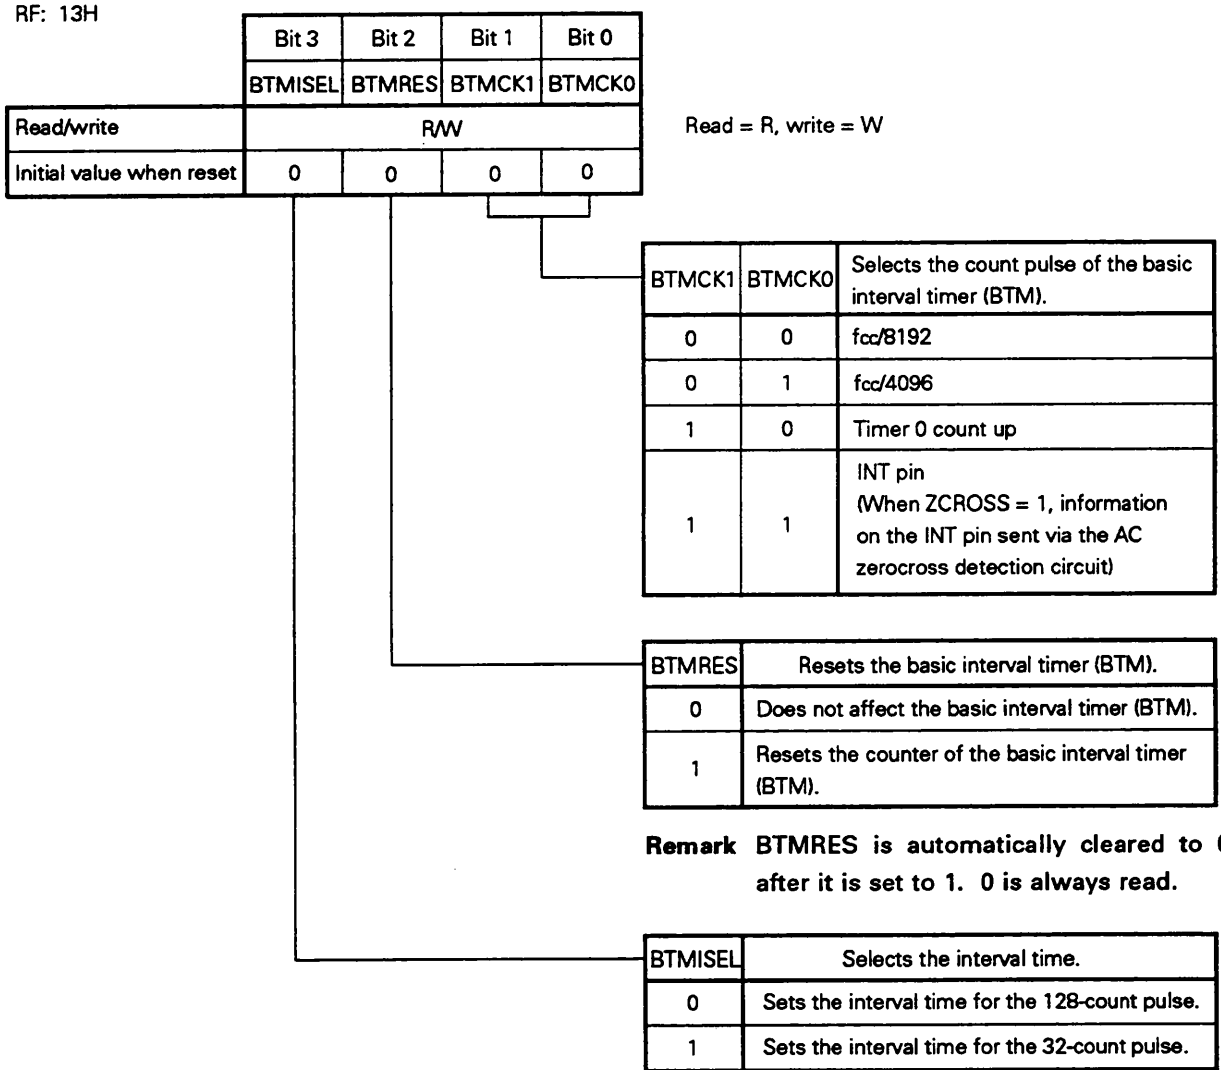 RF: 13H
Bit 3 Bit 2 Bit 1 Bit 0
BTMISEL BTMRES BTMCK1 BTMCK0
Read/write R/W
Read = R, write = W
Initial value when reset 0 0 0 0
BTMCK1 BTMCK0 Selects the count pulse of the basic
interval timer (BTM).
0 0 fcc/8192
0 1 fcc/4096
1 0 Timer 0 count up
INT pin
(When ZCROSS = 1, information
1 1 on the INT pin sent via the AC
zerocross detection circuit)
BTMRES Resets the basic interval timer (BTM).
0 Does not affect the basic interval timer (BTM).
1 Resets the counter of the basic interval timer
(BTM).
Remark BTMRES is automatically cleared to 0
after it is set to 1. 0 is always read.
BTMISEL Selects the interval time.
0 Sets the interval time for the 128-count pulse.
1 Sets the interval time for the 32-count pulse.